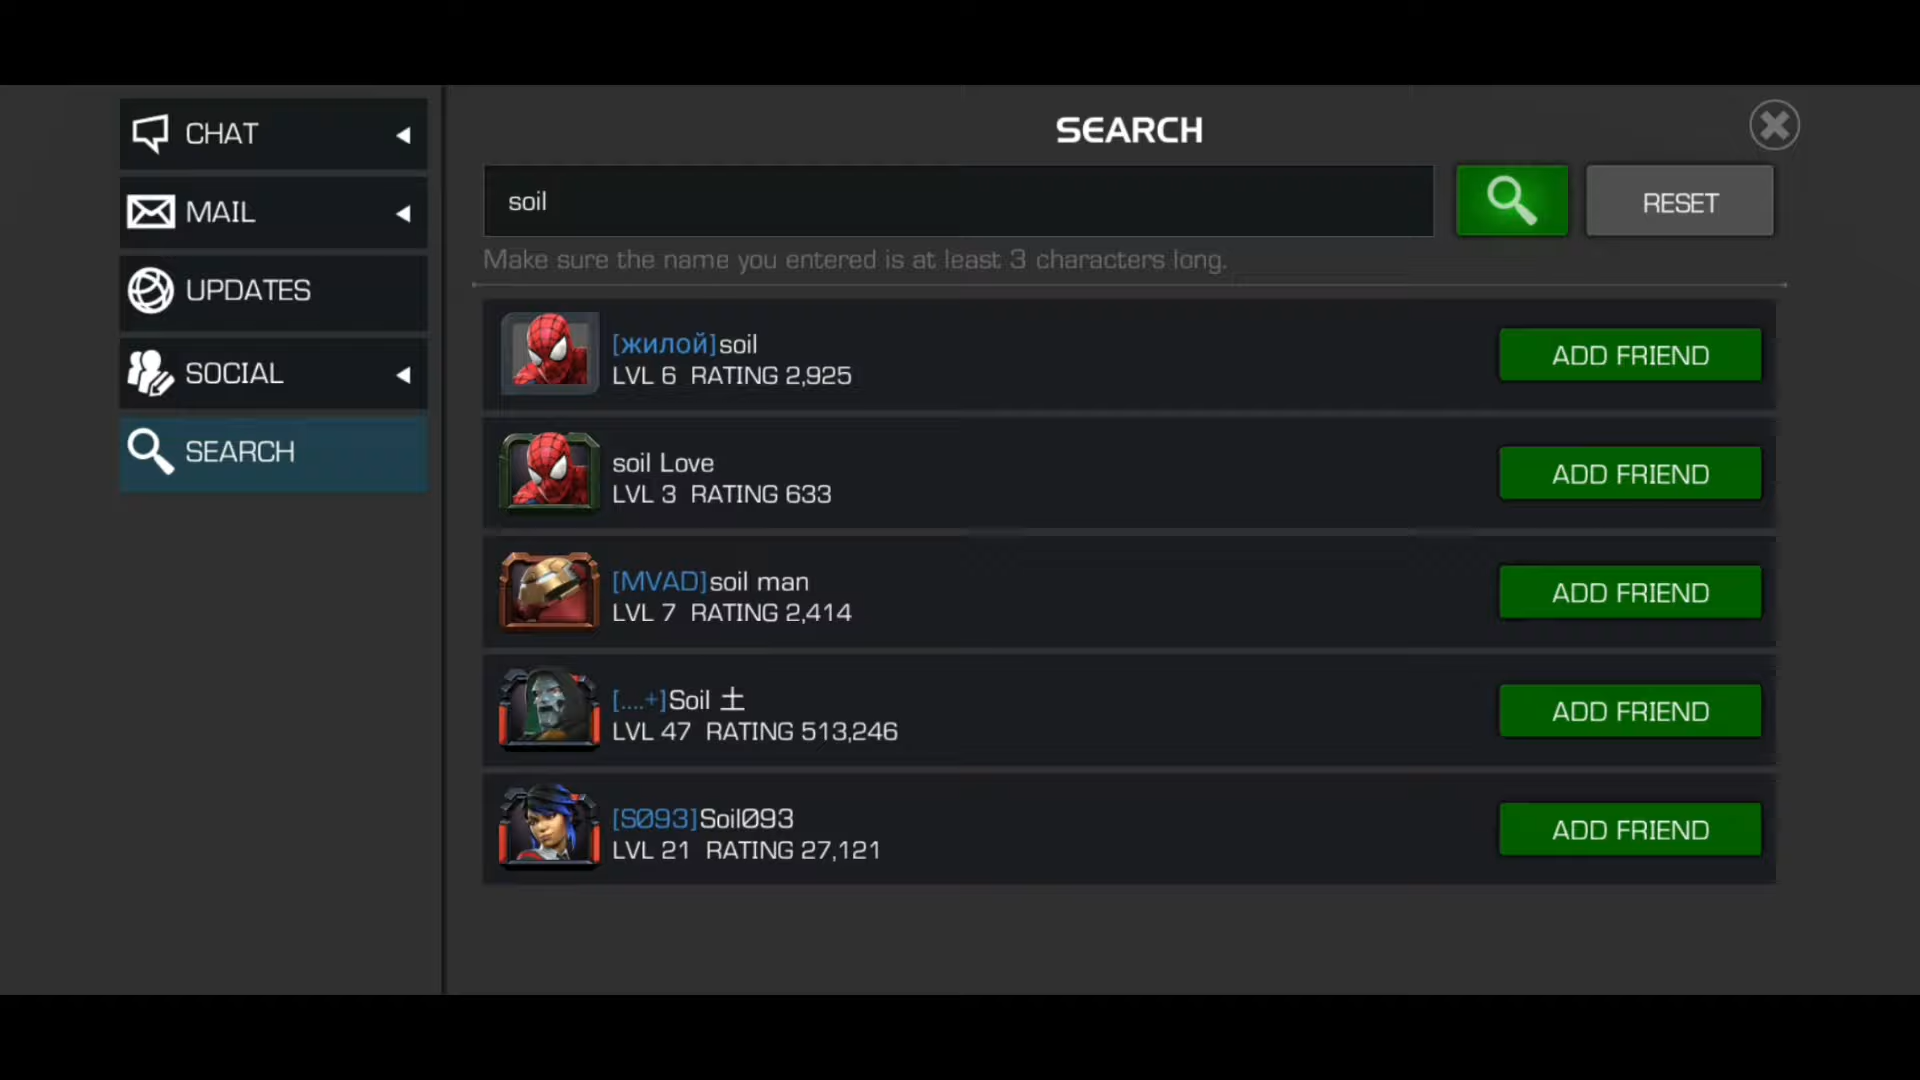 CHAT
MAIL
UPDATES
SOCIAL
SEARCH
SEARCH
soil
RESET
Make sure the name you entered is at least 3 characters long.
[жилой]soil
LVL 6 RATING 2,925
ADD FRIEND
soil Love
LVL 3 RATING 633
ADD FRIEND
[MVAD]soil man
LVL 7 RATING 2,414
ADD FRIEND
[....+]Soil 土
LVL 47 RATING 513,246
ADD FRIEND
[SØ93]SoilØ93
LVL 21 RATING 27,121
ADD FRIEND